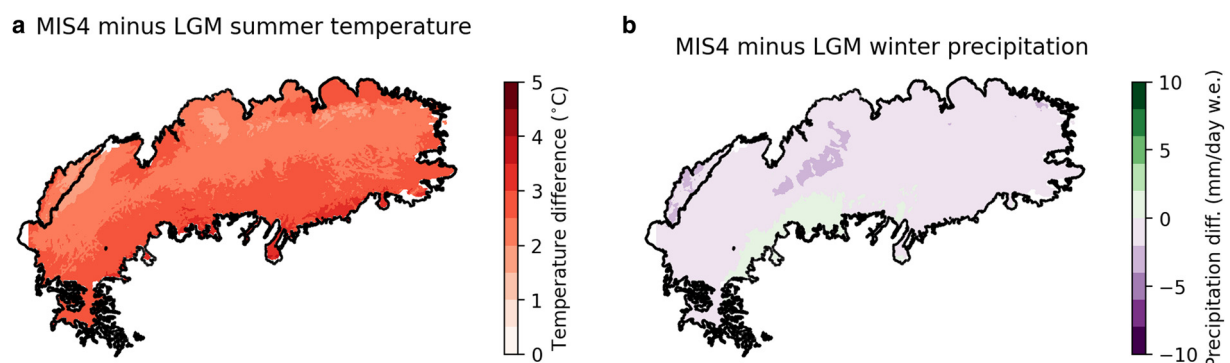 a MIS4 minus LGM summer temperature
5
4
3
2
1
0
Temperature difference (°C)
b
MIS4 minus LGM winter precipitation
10
5
0
−5
−10
Precipitation diff. (mm/day w.e.)